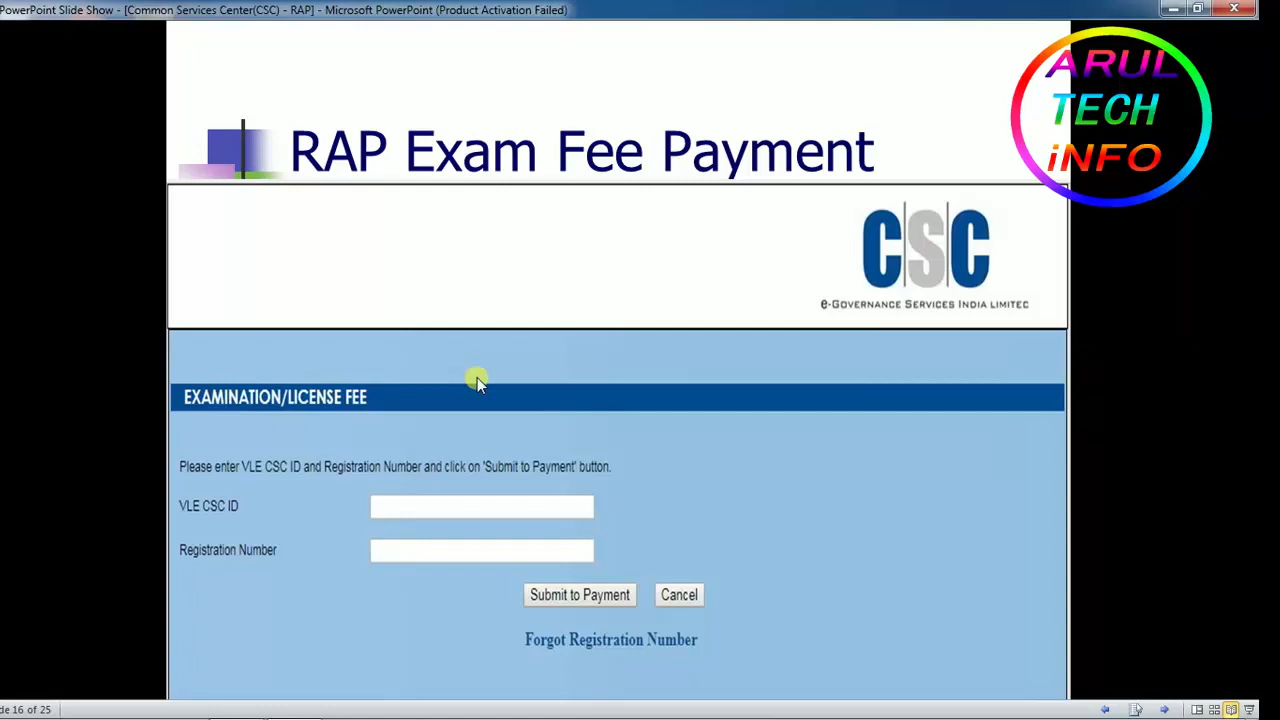 PowerPoint Slide Show - [Common Services Center(CSC) - RAP] - Microsoft PowerPoint (Product Activation Failed)
ARUL
TECH
iNFO
RAP Exam Fee Payment
CSC
e-Governance Services India Limitec
EXAMINATION/LICENSE FEE
Please enter VLE CSC ID and Registration Number and click on 'Submit to Payment' button.
VLE CSC ID
Registration Number
Submit to Payment Cancel
Forgot Registration Number
de 16 of 25